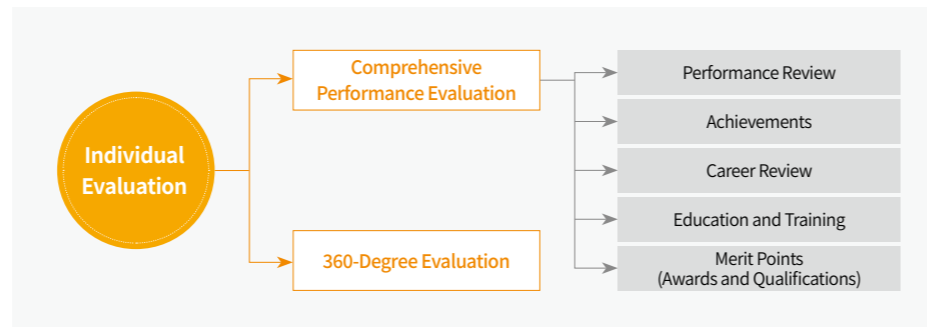 Individual
Evaluation
Comprehensive
Performance Evaluation
360-Degree Evaluation
Performance Review
Achievements
Career Review
Education and Training
Merit Points
(Awards and Qualifications)